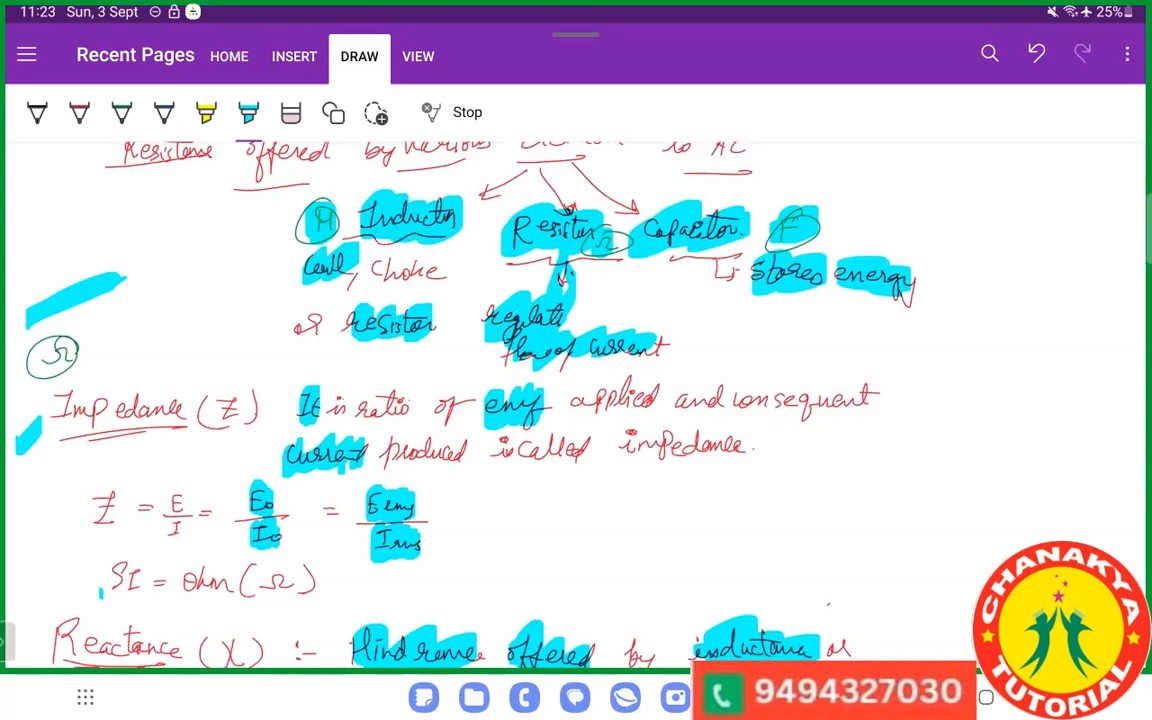 11:23 Sun, 3 Sept 25%
Recent Pages HOME INSERT DRAW VIEW
Stop
Resistance offered by various to AC
H Inductor Resistor Ω Capacitor F
coil, choke stores energy
or resistor regulate
flow of current
Ω
Impedance (Z) It is ratio of emf applied and consequent
current produced is called impedance.
Z = E/I = E₀/I₀ = Erms/Irms
SI = ohm (Ω)
Reactance (X) :- Hindrance offered by inductance or
9494327030
CHANAKYA
TUTORIAL